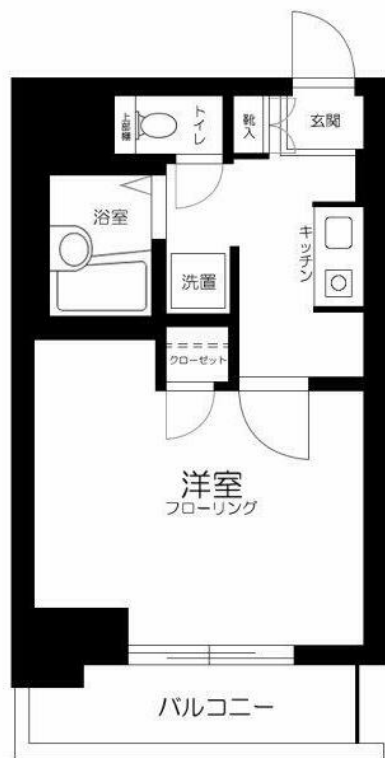 トイレ
上部棚
靴入
玄関
浴室
キッチン
洗置
クローゼット
洋室
フローリング
バルコニー